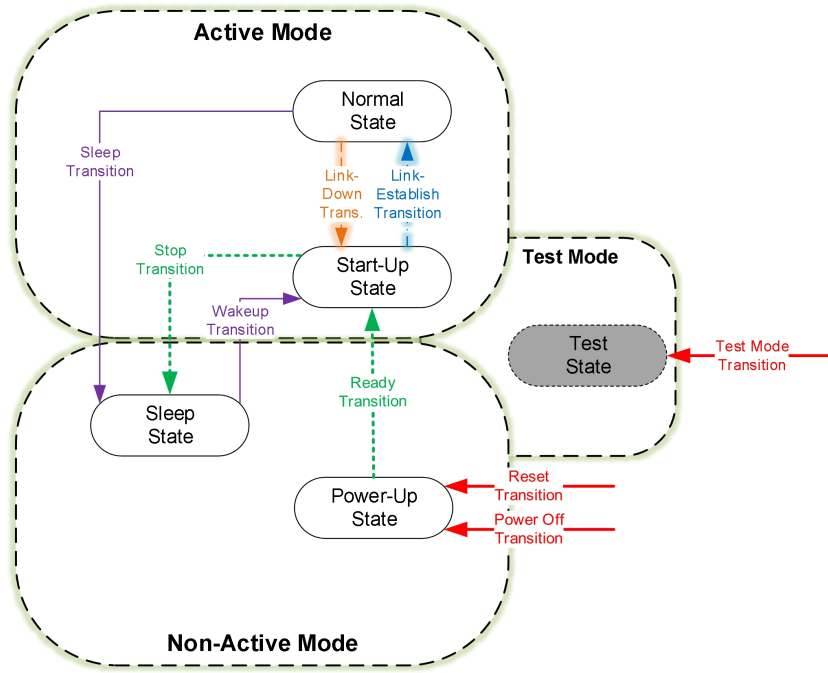 Active Mode
Normal
State
Sleep
Transition
Link-
Down
Trans.
Link-
Establish
Transition
Stop
Transition
Start-Up
State
Test Mode
Wakeup
Transition
Test
State
Test Mode
Transition
Ready
Transition
Sleep
State
Power-Up
State
Reset
Transition
Power Off
Transition
Non-Active Mode